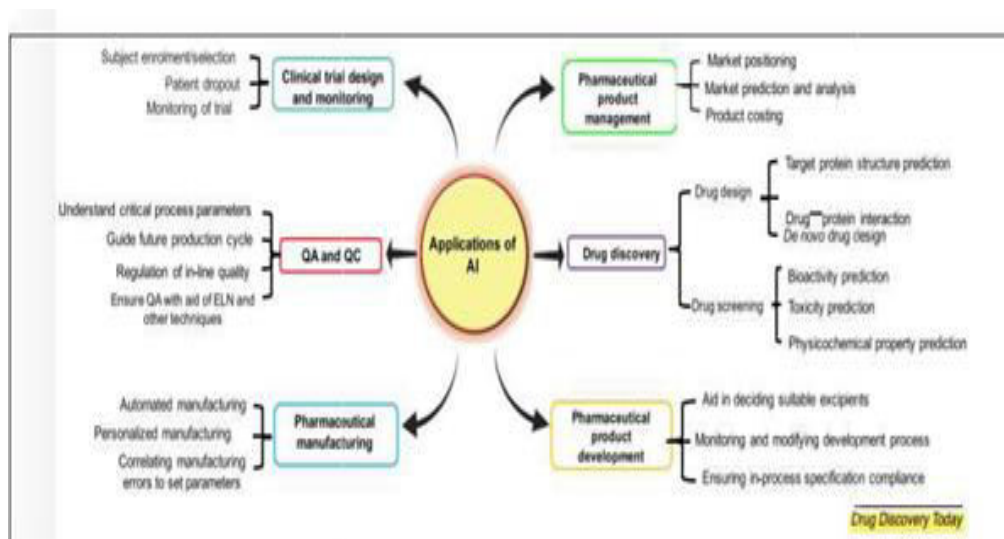 Subject enrolment/selection
Patient dropout
Monitoring of trial
Clinical trial design
and monitoring
Pharmaceutical
product
management
Market positioning
Market prediction and analysis
Product costing
Understand critical process parameters
Guide future production cycle
Regulation of in-line quality
Ensure QA with aid of ELN and
other techniques
QA and QC
Applications of
AI
Drug discovery
Drug design
Target protein structure prediction
Drug–protein interaction
De novo drug design
Drug screening
Bioactivity prediction
Toxicity prediction
Physicochemical property prediction
Automated manufacturing
Personalized manufacturing
Correlating manufacturing
errors to set parameters
Pharmaceutical
manufacturing
Pharmaceutical
product
development
Aid in deciding suitable excipients
Monitoring and modifying development process
Ensuring in-process specification compliance
Drug Discovery Today